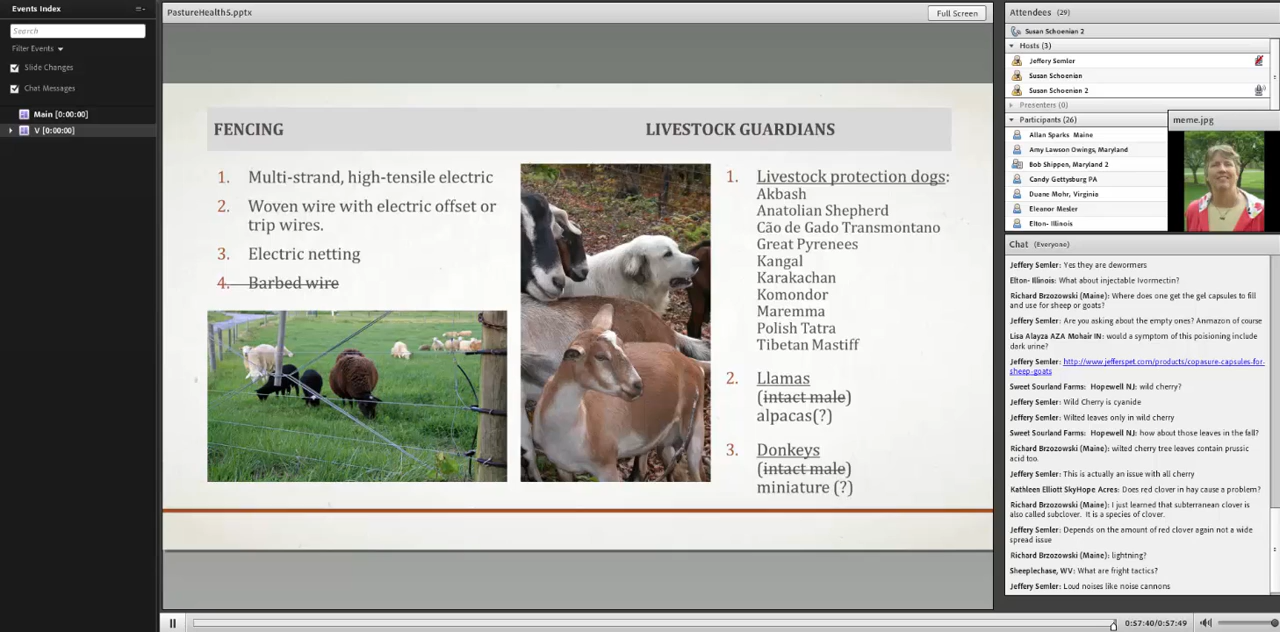 Events Index
Search
Filter Events
Slide Changes
Chat Messages
Main [0:00:00]
V [0:00:00]
PastureHealth5.pptx
Full Screen
FENCING
LIVESTOCK GUARDIANS
1. Multi-strand, high-tensile electric
2. Woven wire with electric offset or
trip wires.
3. Electric netting
4. Barbed wire
1. Livestock protection dogs:
Akbash
Anatolian Shepherd
Cão de Gado Transmontano
Great Pyrenees
Kangal
Karakachan
Komondor
Maremma
Polish Tatra
Tibetan Mastiff
2. Llamas
(intact male)
alpacas(?)
3. Donkeys
(intact male)
miniature (?)
0:57:40/0:57:49
Attendees (29)
Susan Schoenian 2
Hosts (3)
Jeffery Semler
Susan Schoenian
Susan Schoenian 2
Presenters (0)
Participants (26)
Allan Sparks Maine
Amy Lawson Owings, Maryland
Bob Shippen, Maryland 2
Candy Gettysburg PA
Duane Mohr, Virginia
Eleanor Mesler
Elton- Illinois
meme.jpg
Chat (Everyone)
Jeffery Semler: Yes they are dewormers
Elton- Illinois: What about injectable Ivormectin?
Richard Brzozowski (Maine): Where does one get the gel capsules to fill
and use for sheep or goats?
Jeffery Semler: Are you asking about the empty ones? Anmazon of course
Lisa Alayza AZA Mohair IN: would a symptom of this poisioning include
dark urine?
Jeffery Semler: http://www.jefferspet.com/products/copasure-capsules-for-
sheep-goats
Sweet Sourland Farms: Hopewell NJ: wild cherry?
Jeffery Semler: Wild Cherry is cyanide
Jeffery Semler: Wilted leaves only in wild cherry
Sweet Sourland Farms: Hopewell NJ: how about those leaves in the fall?
Richard Brzozowski (Maine): wilted cherry tree leaves contain prussic
acid too.
Jeffery Semler: This is actually an issue with all cherry
Kathleen Elliott SkyHope Acres: Does red clover in hay cause a problem?
Richard Brzozowski (Maine): I just learned that subterranean clover is
also called subclover. It is a species of clover.
Jeffery Semler: Depends on the amount of red clover again not a wide
spread issue
Richard Brzozowski (Maine): lightning?
Sheeplechase, WV: What are fright tactics?
Jeffery Semler: Loud noises like noise cannons